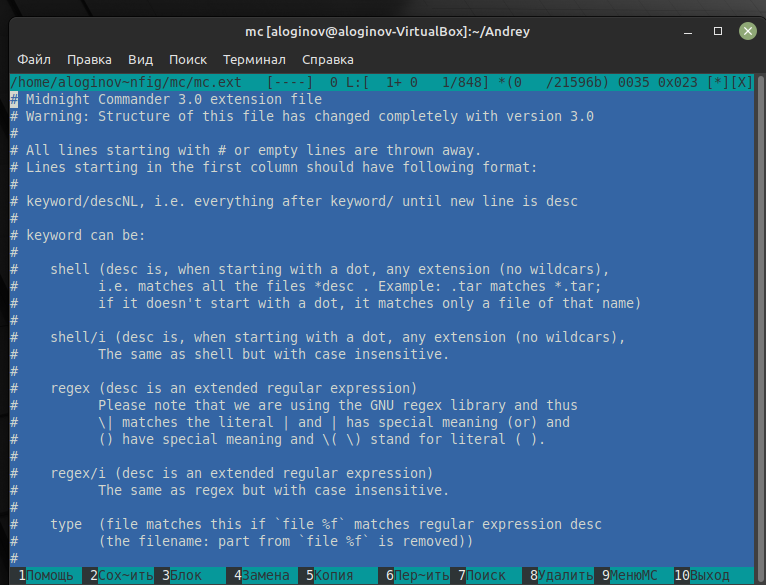 mc [aloginov@aloginov-VirtualBox]:~/Andrey
Файл Правка Вид Поиск Терминал Справка
/home/aloginov~nfig/mc/mc.ext   [----]  0 L:[  1+ 0   1/848] *(0   /21596b) 0035 0x023 [*][X]
# Midnight Commander 3.0 extension file
# Warning: Structure of this file has changed completely with version 3.0
#
# All lines starting with # or empty lines are thrown away.
# Lines starting in the first column should have following format:
#
# keyword/descNL, i.e. everything after keyword/ until new line is desc
#
# keyword can be:
#
#    shell (desc is, when starting with a dot, any extension (no wildcars),
#          i.e. matches all the files *desc . Example: .tar matches *.tar;
#          if it doesn't start with a dot, it matches only a file of that name)
#
#    shell/i (desc is, when starting with a dot, any extension (no wildcars),
#          The same as shell but with case insensitive.
#
#    regex (desc is an extended regular expression)
#          Please note that we are using the GNU regex library and thus
#          \| matches the literal | and | has special meaning (or) and
#          () have special meaning and \( \) stand for literal ( ).
#
#    regex/i (desc is an extended regular expression)
#          The same as regex but with case insensitive.
#
#    type  (file matches this if `file %f` matches regular expression desc
#          (the filename: part from `file %f` is removed))
#
1Помощь 2Сох~ить 3Блок 4Замена 5Копия 6Пер~ить 7Поиск 8Удалить 9МенюMC 10Выход